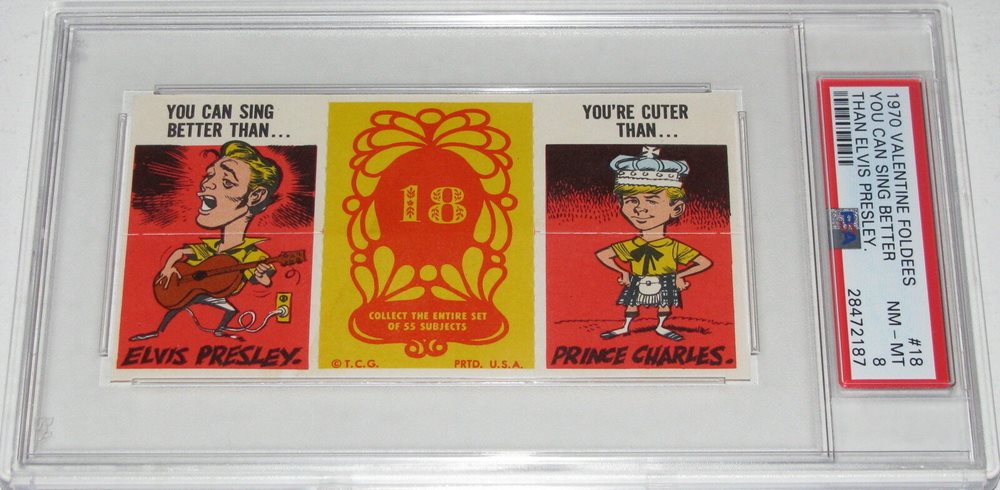 YOU CAN SING
BETTER THAN...
ELVIS PRESLEY.
18
COLLECT THE ENTIRE SET
OF 55 SUBJECTS
© T.C.G. PRTD. U.S.A.
YOU'RE CUTER
THAN...
PRINCE CHARLES.
1970 VALENTINE FOLDEES #18
YOU CAN SING BETTER NM - MT
THAN ELVIS PRESLEY. 8
PSA
28472187